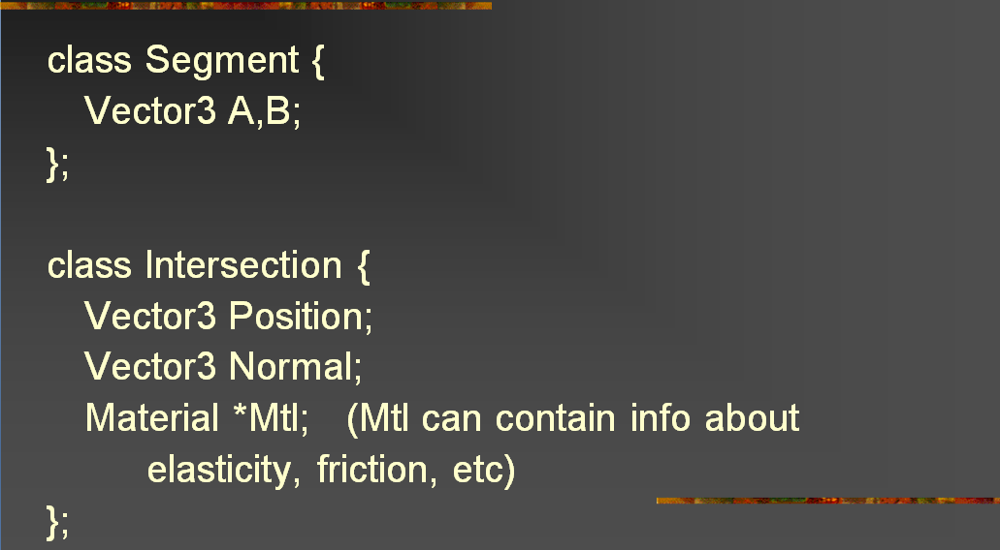 class Segment {
Vector3 A,B;
};
class Intersection {
Vector3 Position;
Vector3 Normal;
Material *Mtl; (Mtl can contain info about
elasticity, friction, etc)
};